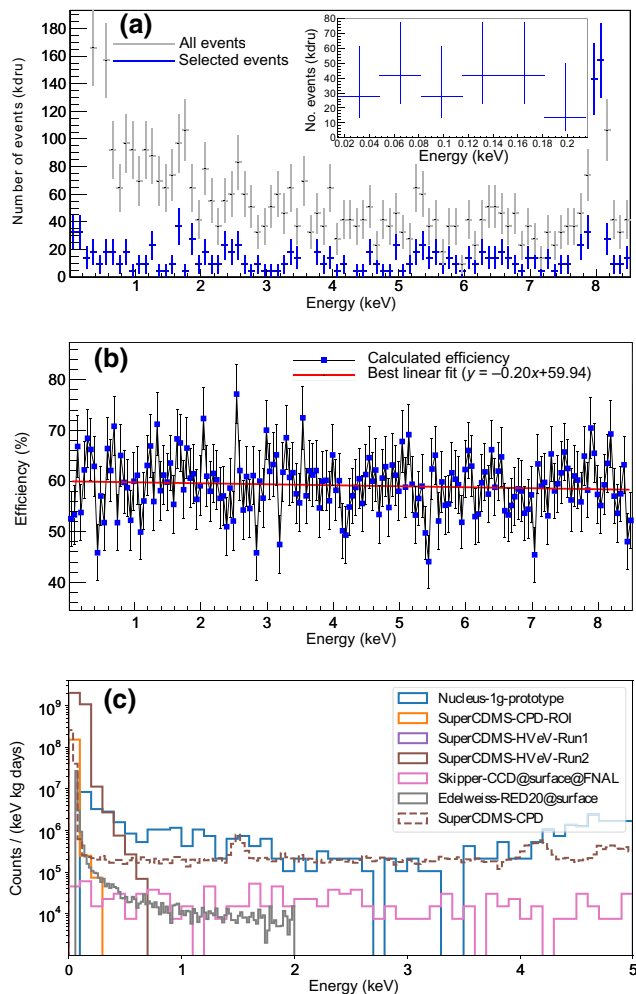 (a)
All events
Selected events
Number of events (kdru)
180
160
140
120
100
80
60
40
20
0
0 1 2 3 4 5 6 7 8
Energy (keV)
No. events (kdru)
80
70
60
50
40
30
20
10
0
0.02 0.04 0.06 0.08 0.1 0.12 0.14 0.16 0.18 0.2
Energy (keV)
(b)
Calculated efficiency
Best linear fit (y = –0.20x+59.94)
Efficiency (%)
80
70
60
50
40
1 2 3 4 5 6 7 8
Energy (keV)
(c)
Nucleus-1g-prototype
SuperCDMS-CPD-ROI
SuperCDMS-HVeV-Run1
SuperCDMS-HVeV-Run2
Skipper-CCD@surface@FNAL
Edelweiss-RED20@surface
SuperCDMS-CPD
Counts / (keV kg days)
10⁹
10⁸
10⁷
10⁶
10⁵
10⁴
0 1 2 3 4 5
Energy (keV)